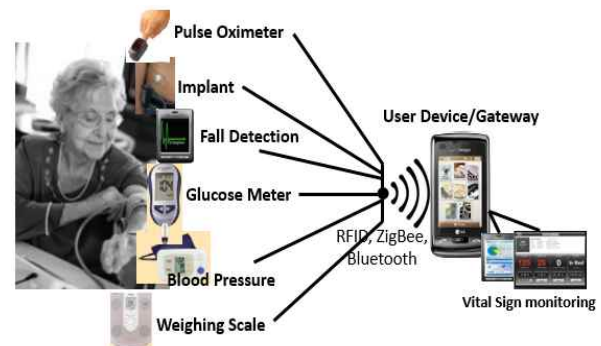 Pulse Oximeter
Implant
Fall Detection
Glucose Meter
Blood Pressure
Weighing Scale
User Device/Gateway
RFID, ZigBee,
Bluetooth
Vital Sign monitoring